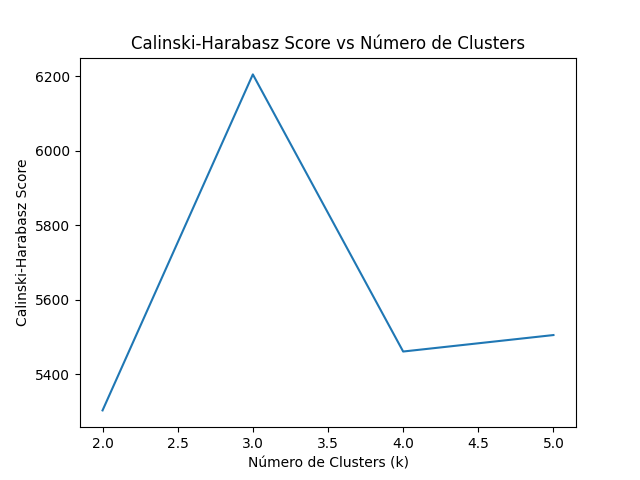 Calinski-Harabasz Score vs Número de Clusters
Calinski-Harabasz Score
6200
6000
5800
5600
5400
2.0 2.5 3.0 3.5 4.0 4.5 5.0
Número de Clusters (k)